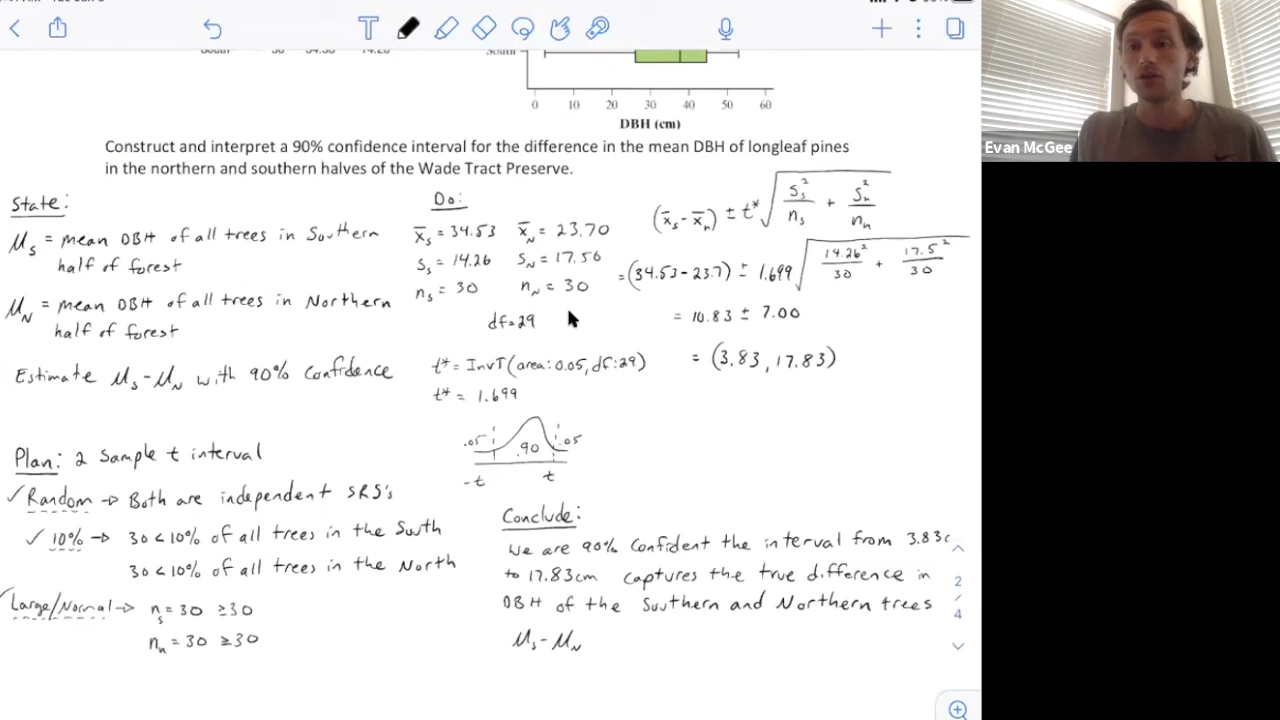 South
0 10 20 30 40 50 60
DBH (cm)
Evan McGee
Construct and interpret a 90% confidence interval for the difference in the mean DBH of longleaf pines
in the northern and southern halves of the Wade Tract Preserve.
State:
μs = mean DBH of all trees in Southern
half of forest
μN = mean DBH of all trees in Northern
half of forest
Estimate μs - μN with 90% Confidence
Plan: 2 Sample t interval
✓Random → Both are independent SRS's
✓10% → 30 < 10% of all trees in the South
30 < 10% of all trees in the North
Large/Normal → ns = 30 ≥30
nn = 30 ≥30
Do:
x̄s = 34.53 x̄N = 23.70
Ss = 14.26 SN = 17.56
ns = 30 nN = 30
df=29
t* = InvT(area: 0.05, df: 29)
t* = 1.699
.05 .90 .05
-t t
(x̄s - x̄n) ± t* √(Ss²/ns + Sn²/nn)
= (34.53 - 23.7) ± 1.699 √(14.26²/30 + 17.5²/30)
= 10.83 ± 7.00
= (3.83, 17.83)
Conclude:
We are 90% Confident the interval from 3.83c
to 17.83cm captures the true difference in
DBH of the Southern and Northern trees
μs - μN
2
/
4